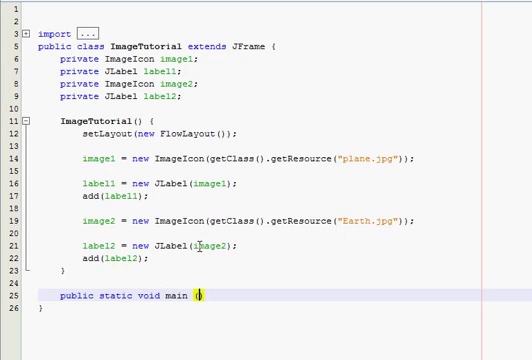 1
2
3 import ...
5 public class ImageTutorial extends JFrame {
6 private ImageIcon image1;
7 private JLabel label1;
8 private ImageIcon image2;
9 private JLabel label2;
10
11 ImageTutorial() {
12 setLayout(new FlowLayout());
13
14 image1 = new ImageIcon(getClass().getResource("plane.jpg"));
15
16 label1 = new JLabel(image1);
17 add(label1);
18
19 image2 = new ImageIcon(getClass().getResource("Earth.jpg"));
20
21 label2 = new JLabel(image2);
22 add(label2);
23 }
24
25 public static void main ()
26 }